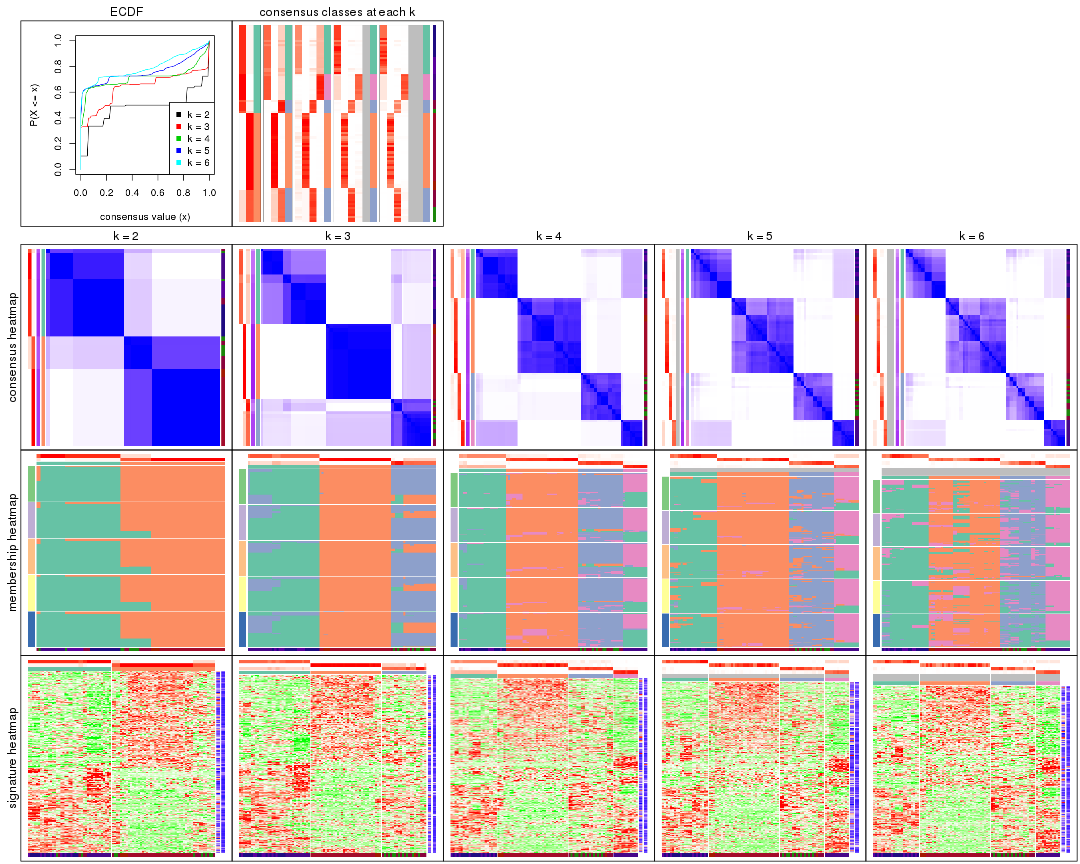 ECDF
consensus classes at each k
P(X <= x)
0.0 0.2 0.4 0.6 0.8 1.0
k = 2
k = 3
k = 4
k = 5
k = 6
0.0 0.2 0.4 0.6 0.8 1.0
consensus value (x)
k = 2
k = 3
k = 4
k = 5
k = 6
consensus heatmap
membership heatmap
signature heatmap